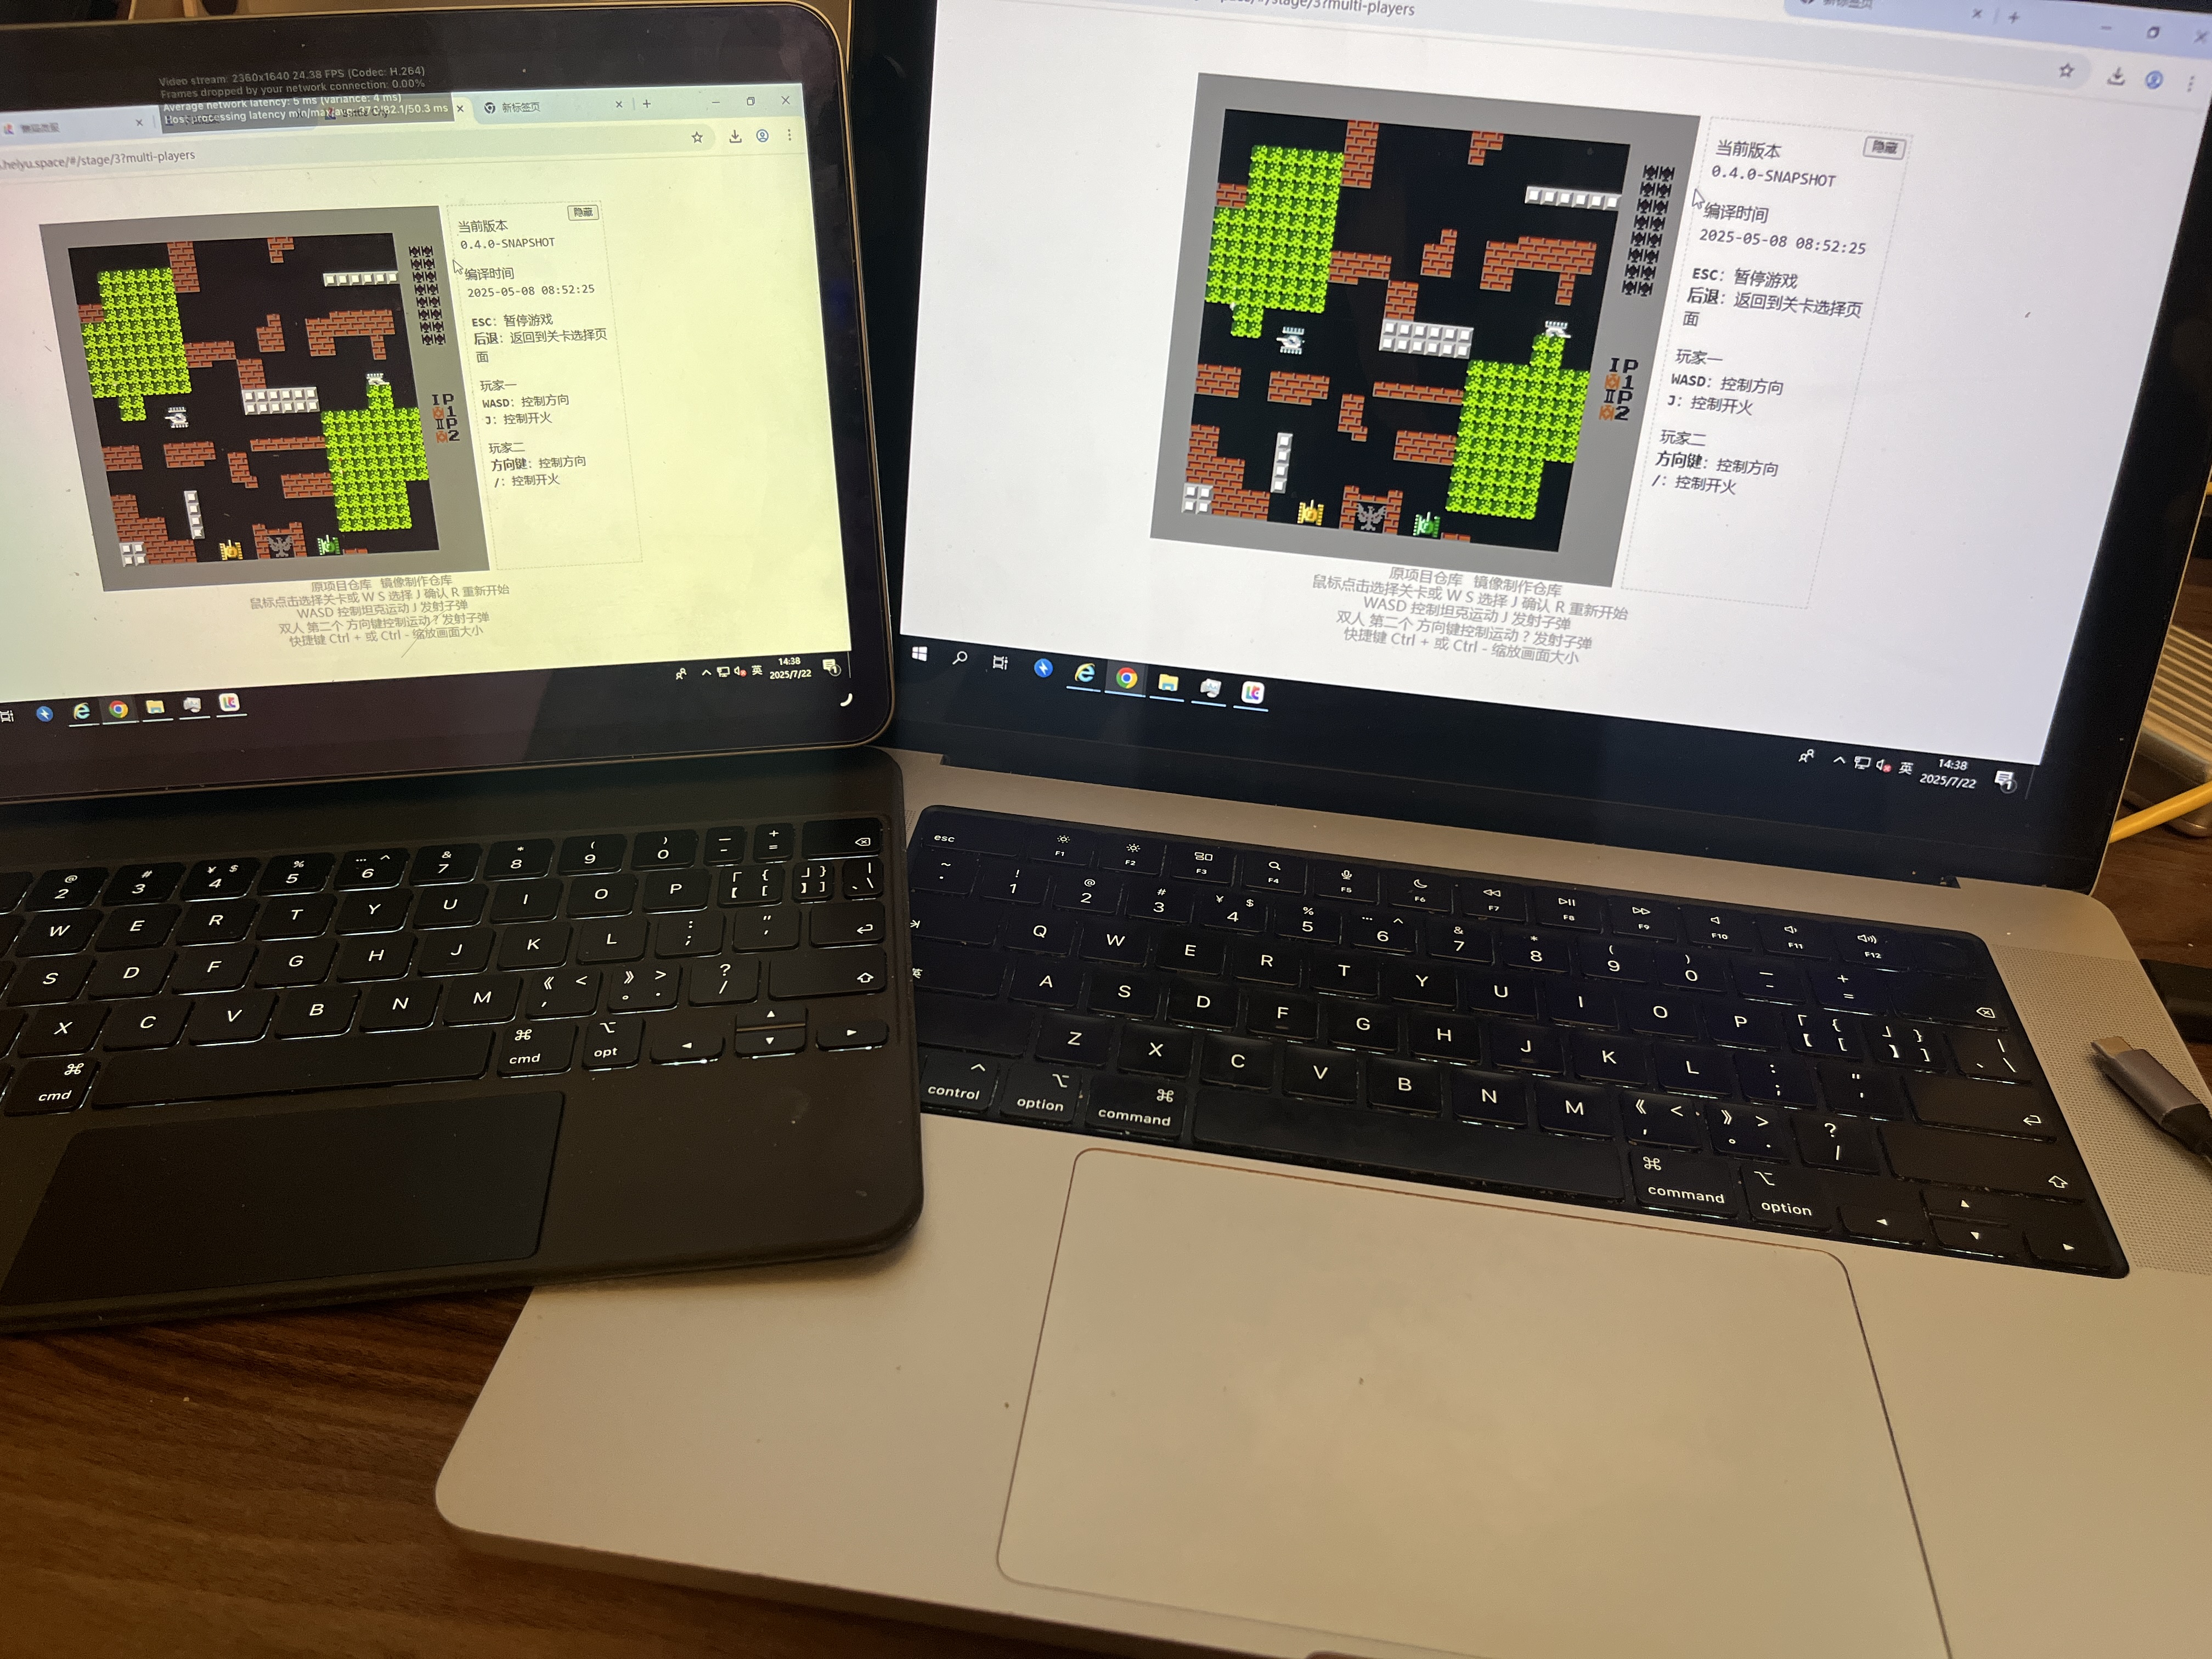 Video stream: 2360x1640 24.38 FPS (Codec: H.264)
Frames dropped by your network connection: 0.00%
Average network latency: 5 ms (variance: 4 ms)
Host processing latency min/max/avg: 37.0/82.1/50.3 ms
新标签页
.heiyu.space/#/stage/3?multi-players
当前版本
隐藏
0.4.0-SNAPSHOT
编译时间
2025-05-08 08:52:25
ESC: 暂停游戏
后退: 返回到关卡选择页
面
玩家一
WASD: 控制方向
J: 控制开火
玩家二
方向键: 控制方向
/: 控制开火
IP
1
IIP
2
原项目仓库 镜像制作仓库
鼠标点击选择关卡或 W S 选择 J 确认 R 重新开始
WASD 控制坦克运动 J 发射子弹
双人 第二个 方向键控制运动 ? 发射子弹
快捷键 Ctrl + 或 Ctrl - 缩放画面大小
英
14:38
2025/7/22
1
@ # ¥ $ % … ^ & * ( ) — +
2 3 4 5 6 7 8 9 0 - =
W E R T Y U I O P 「 { 【 [ 」 } 】 ] | 、 \
S D F G H J K L : ; " '
X C V B N M 《 < , 》 > 。 . ? /
⌘ cmd ⌘ cmd ⌥ opt ◄ ▲ ▼ ►
space/#/stage/3?multi-players
新标签页
当前版本
隐藏
0.4.0-SNAPSHOT
编译时间
2025-05-08 08:52:25
ESC: 暂停游戏
后退: 返回到关卡选择页
面
玩家一
WASD: 控制方向
J: 控制开火
玩家二
方向键: 控制方向
/: 控制开火
IP
1
IIP
2
原项目仓库 镜像制作仓库
鼠标点击选择关卡或 W S 选择 J 确认 R 重新开始
WASD 控制坦克运动 J 发射子弹
双人 第二个 方向键控制运动 ? 发射子弹
快捷键 Ctrl + 或 Ctrl - 缩放画面大小
英
14:38
2025/7/22
1
esc F1 F2 F3 F4 F5 F6 F7 F8 F9 F10 F11 F12
~ · ! 1 @ 2 # 3 ¥ $ 4 % 5 … ^ 6 & 7 * 8 ( 9 ) 0 — - + =
Q W E R T Y U I O P 「 { 【 [ 」 } 】 ] | 、 \
英 A S D F G H J K L : ; " '
Z X C V B N M 《 < , 》 > 。 . ? /
control option command command option ◄ ▲ ▼ ►